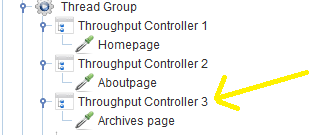 Thread Group
Throughput Controller 1
Homepage
Throughput Controller 2
Aboutpage
Throughput Controller 3
Archives page